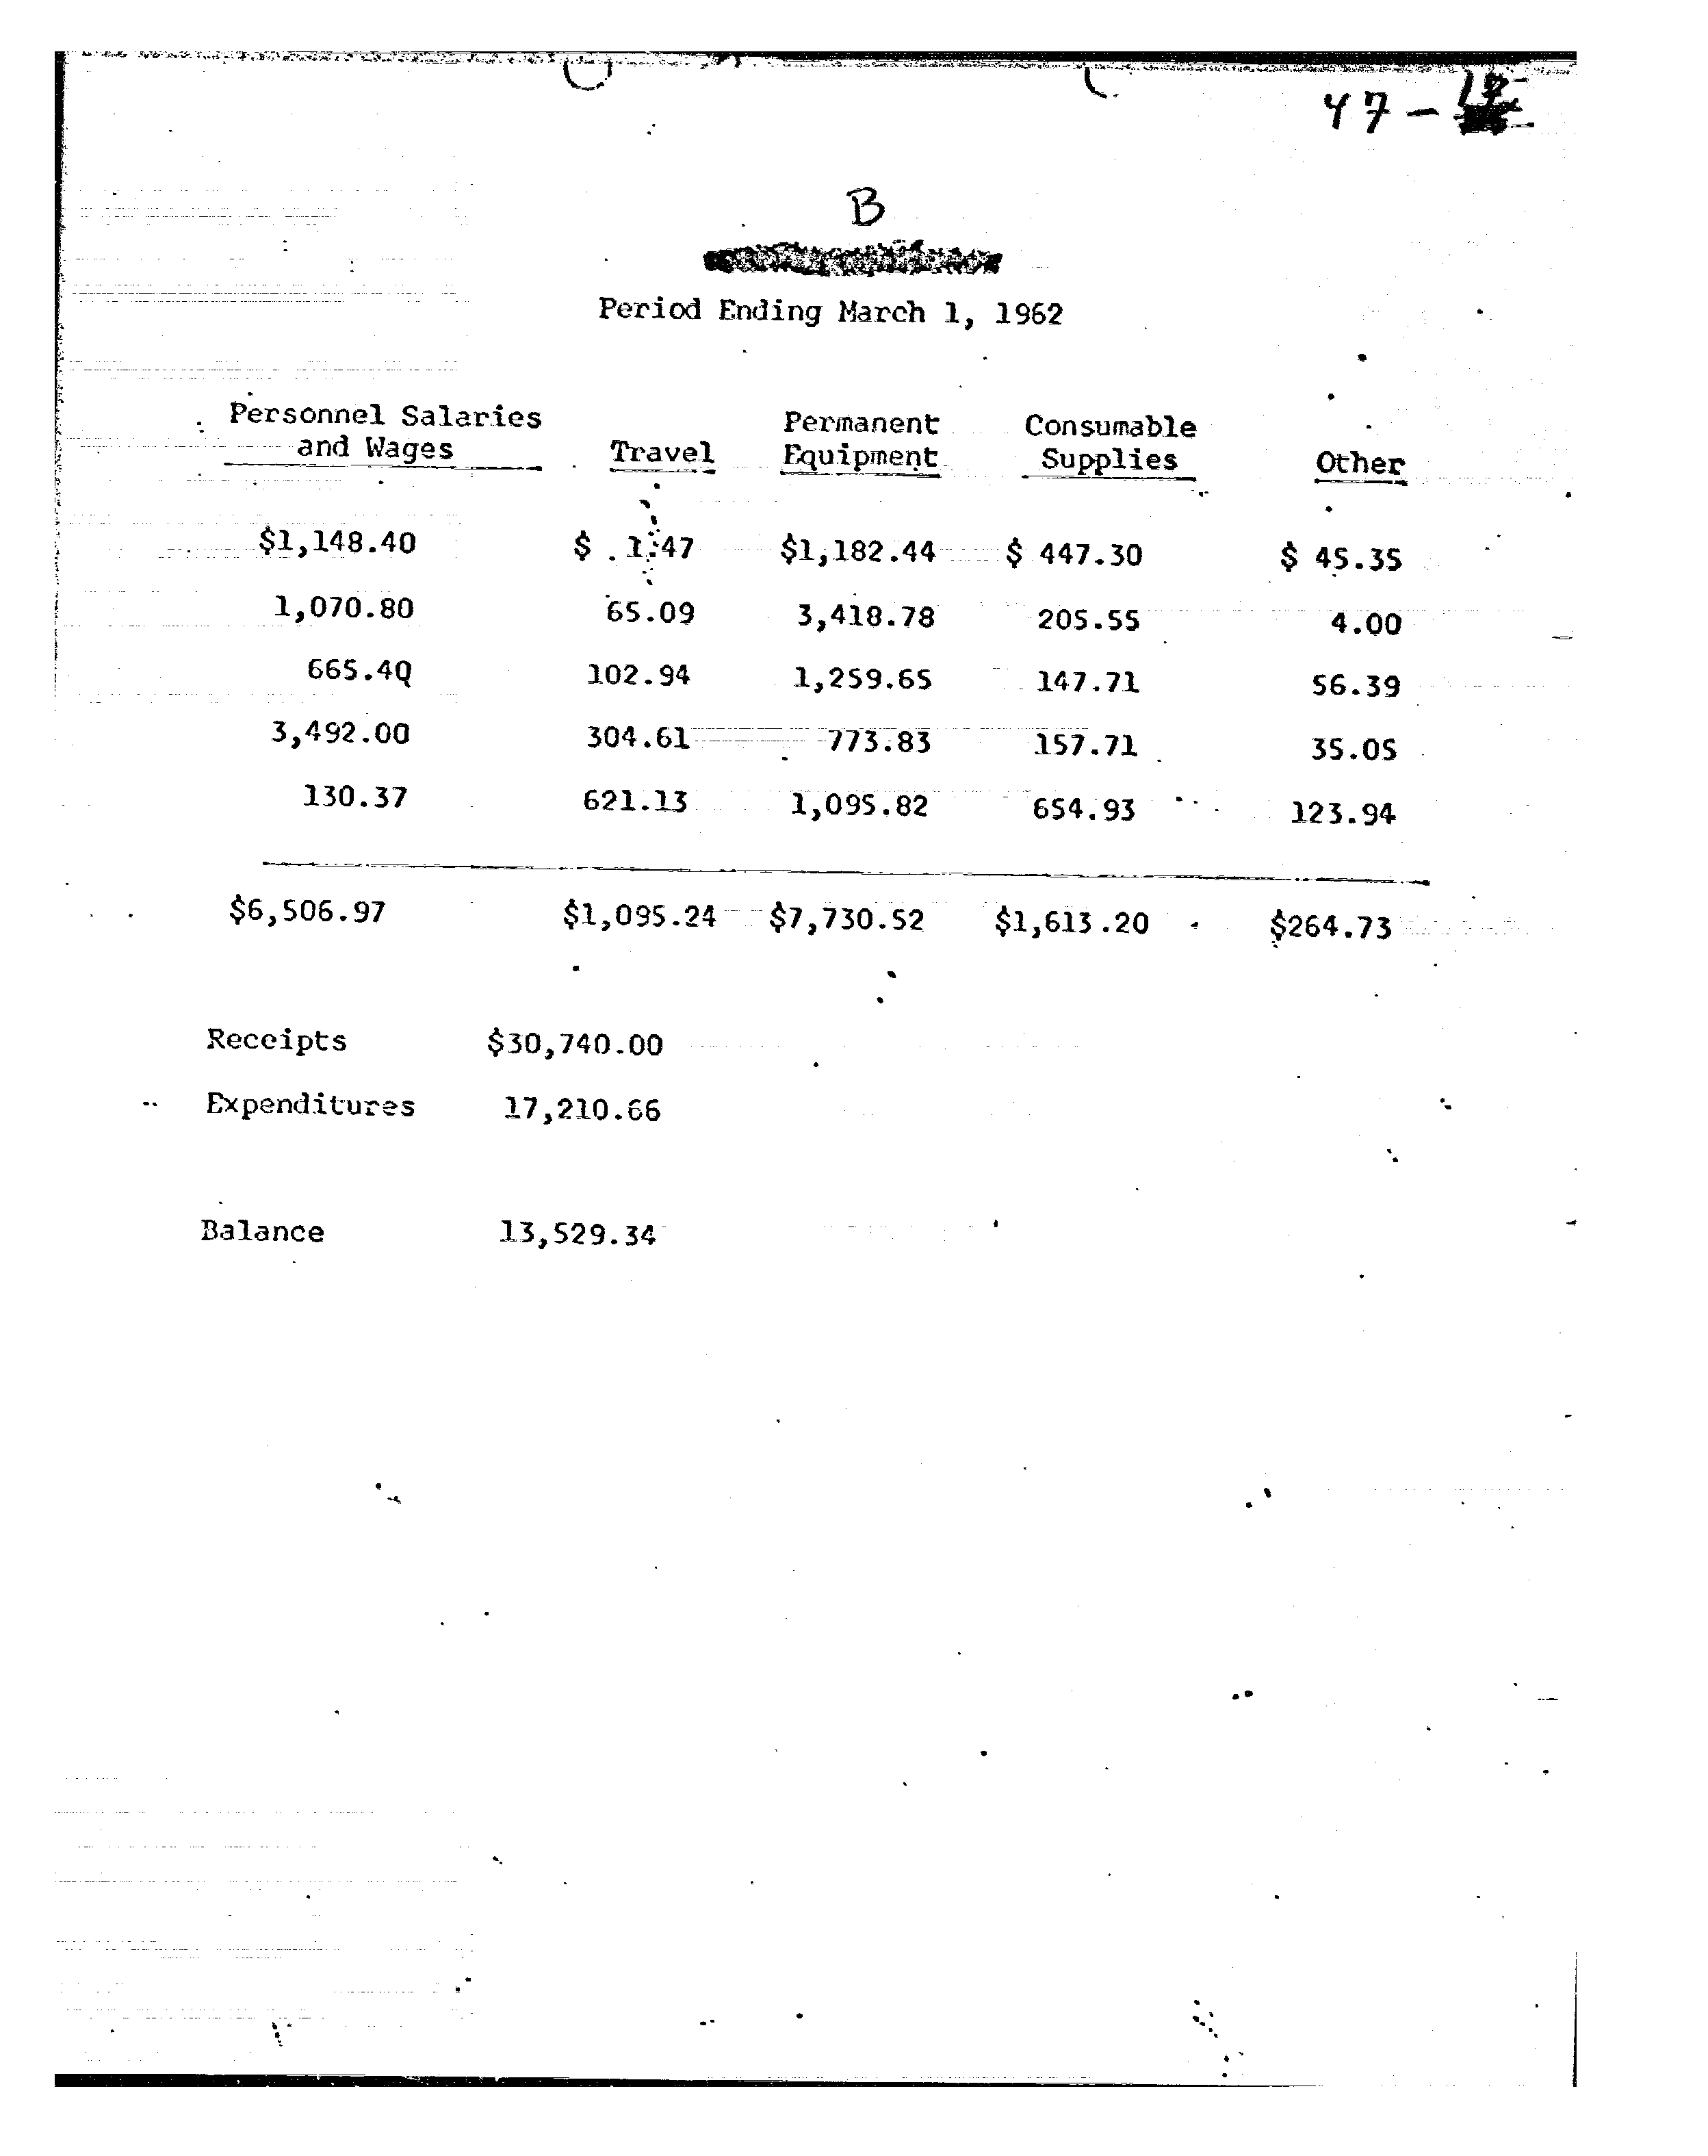 47-
B
Period Ending March 1, 1962
Personnel Salaries and Wages Travel Permanent Equipment Consumable Supplies Other
$1,148.40 $ 1.47 $1,182.44 $ 447.30 $ 45.35
1,070.80 65.09 3,418.78 205.55 4.00
665.40 102.94 1,259.65 147.71 56.39
3,492.00 304.61 773.83 157.71 35.05
130.37 621.13 1,095.82 654.93 123.94
$6,506.97 $1,095.24 $7,730.52 $1,613.20 $264.73
Receipts $30,740.00
Expenditures 17,210.66
Balance 13,529.34